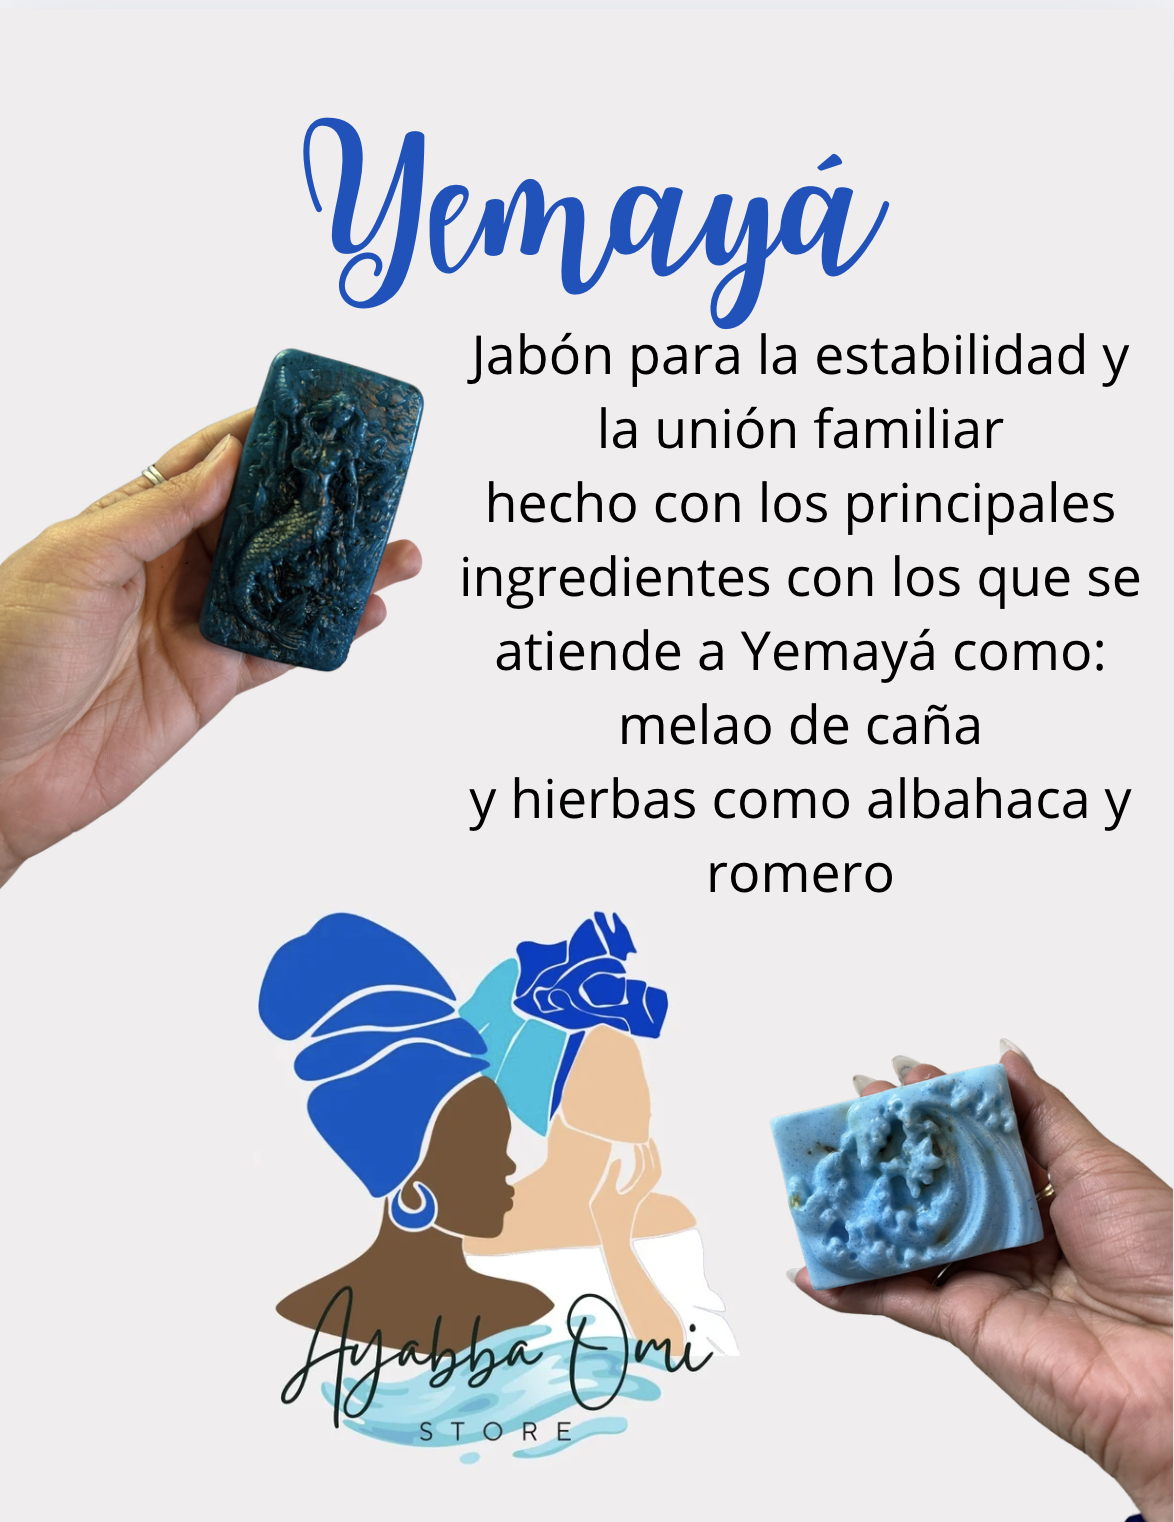 Yemayá
Jabón para la estabilidad y
la unión familiar
hecho con los principales
ingredientes con los que se
atiende a Yemayá como:
melao de caña
y hierbas como albahaca y
romero
Ayabba Omi
STORE